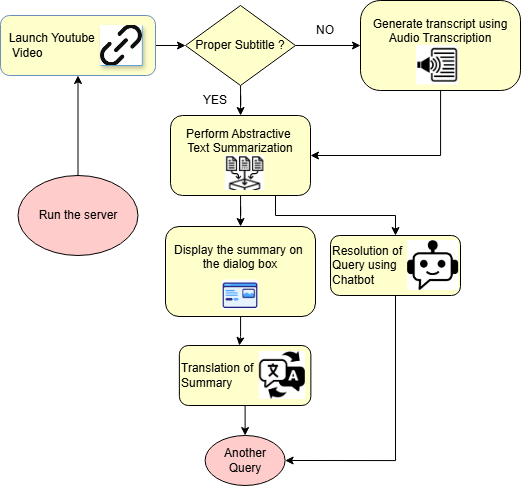 Launch Youtube
Video
Proper Subtitle ?
NO
Generate transcript using
Audio Transcription
YES
Perform Abstractive
Text Summarization
Run the server
Display the summary on
the dialog box
Resolution of
Query using
Chatbot
Translation of
Summary
文
A
Another
Query